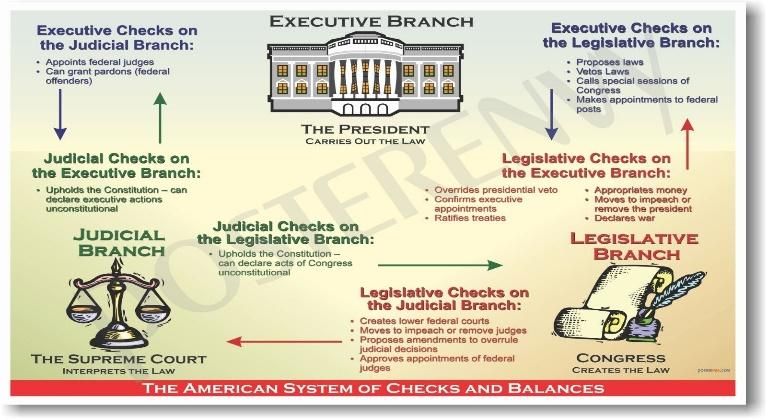 EXECUTIVE BRANCH
Executive Checks on
the Judicial Branch:
• Appoints federal judges
• Can grant pardons (federal
offenders)
Executive Checks on
the Legislative Branch:
• Proposes laws
• Vetos Laws
• Calls special sessions of
Congress
• Makes appointments to federal
posts
THE PRESIDENT
CARRIES OUT THE LAW
Judicial Checks on
the Executive Branch:
• Upholds the Constitution – can
declare executive actions
unconstitutional
Legislative Checks on
the Executive Branch:
• Overrides presidential veto
• Confirms executive
appointments
• Ratifies treaties
• Appropriates money
• Moves to impeach or
remove the president
• Declares war
JUDICIAL
BRANCH
Judicial Checks on
the Legislative Branch:
• Upholds the Constitution –
can declare acts of Congress
unconstitutional
LEGISLATIVE
BRANCH
Legislative Checks on
the Judicial Branch:
• Creates lower federal courts
• Moves to impeach or remove judges
• Proposes amendments to overrule
judicial decisions
• Approves appointments of federal
judges
THE SUPREME COURT
INTERPRETS THE LAW
CONGRESS
CREATES THE LAW
THE AMERICAN SYSTEM OF CHECKS AND BALANCES
POSTERENVY